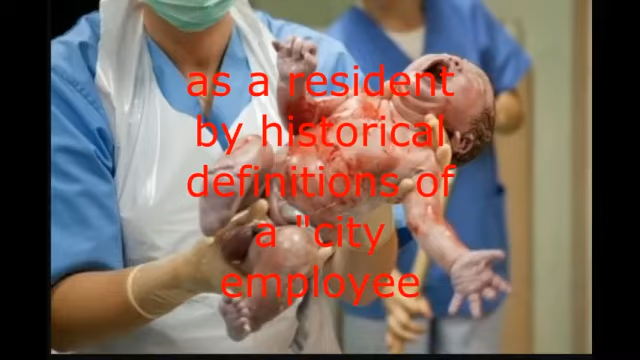 as a resident
by historical
definitions of
a "city
employee